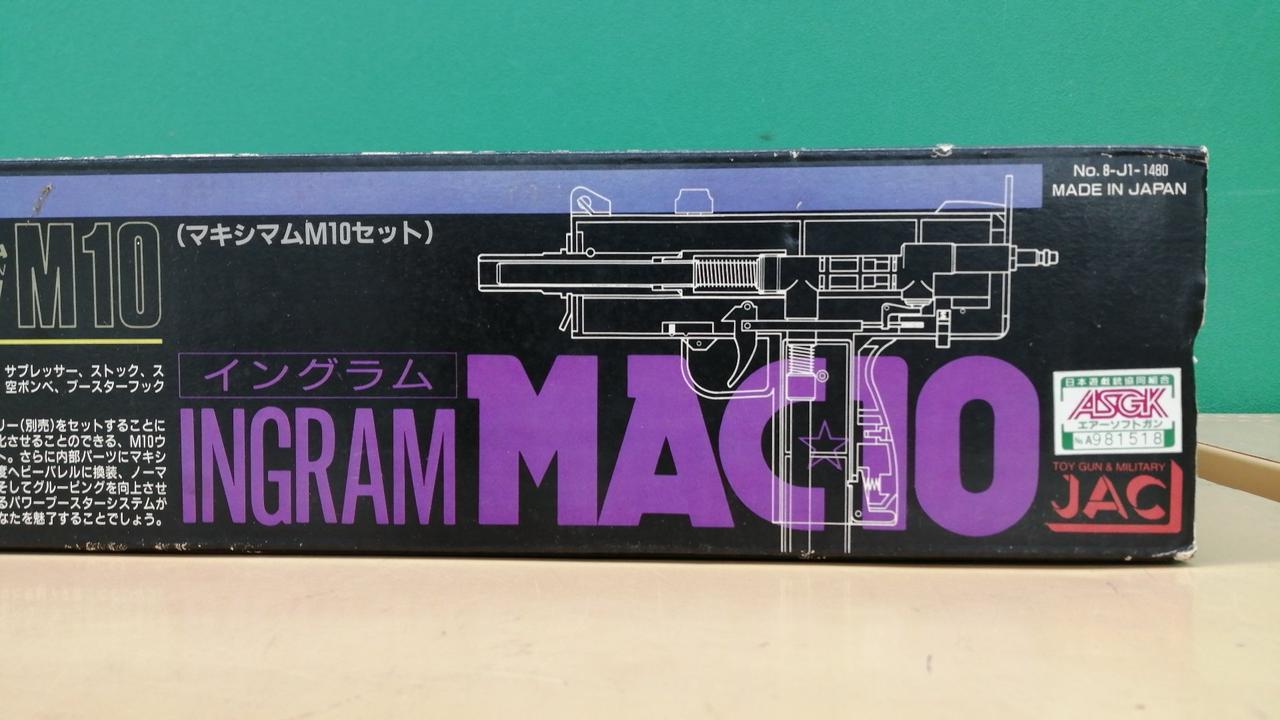 No. 8-J1-1480
MADE IN JAPAN
M10
(マキシマムM10セット)
サプレッサー、ストック、ス
空ボンベ、ブースターフック
リー(別売)をセットすることに
化させることのできる、M10ウ
さらに内部パーツにマキシ
度ヘビーバレルに換装、ノーマ
そしてグルーピングを向上させ
るパワーブースターシステムが
なたを魅了することでしょう。
イングラム
INGRAM MAC10
日本遊戯銃協同組合
ASGK
エアーソフトガン
№A981518
TOY GUN & MILITARY
JAC